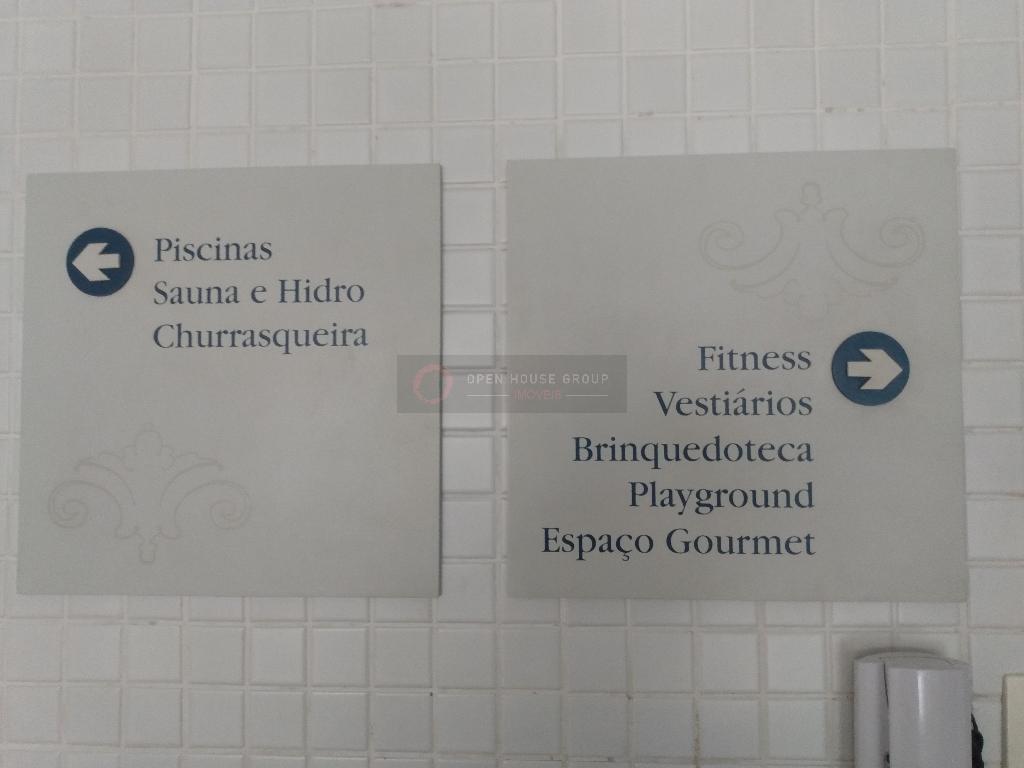 Piscinas
Sauna e Hidro
Churrasqueira
OPEN HOUSE GROUP
IMÓVEIS
Fitness
Vestiários
Brinquedoteca
Playground
Espaço Gourmet